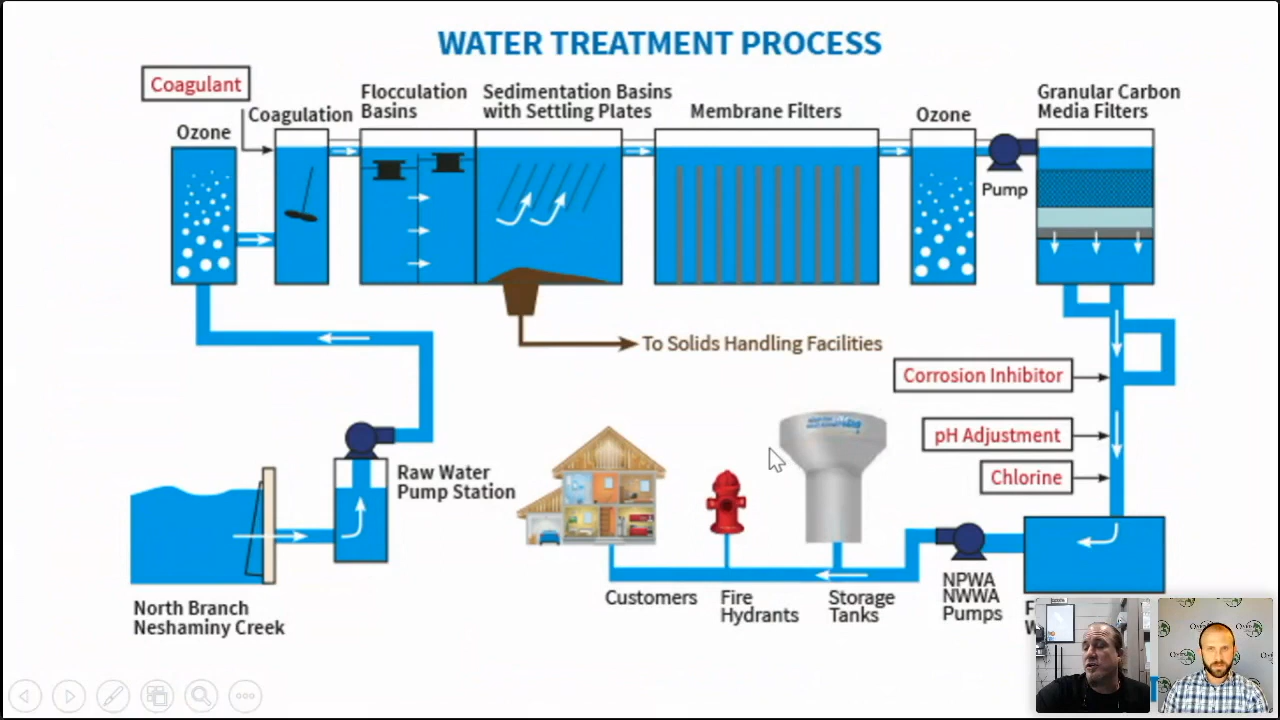 WATER TREATMENT PROCESS
Coagulant
Ozone
Coagulation
Flocculation
Basins
Sedimentation Basins
with Settling Plates
Membrane Filters
Ozone
Pump
Granular Carbon
Media Filters
To Solids Handling Facilities
Corrosion Inhibitor
pH Adjustment
Chlorine
Raw Water
Pump Station
North Branch
Neshaminy Creek
Customers
Fire
Hydrants
Storage
Tanks
NPWA
NWWA
Pumps